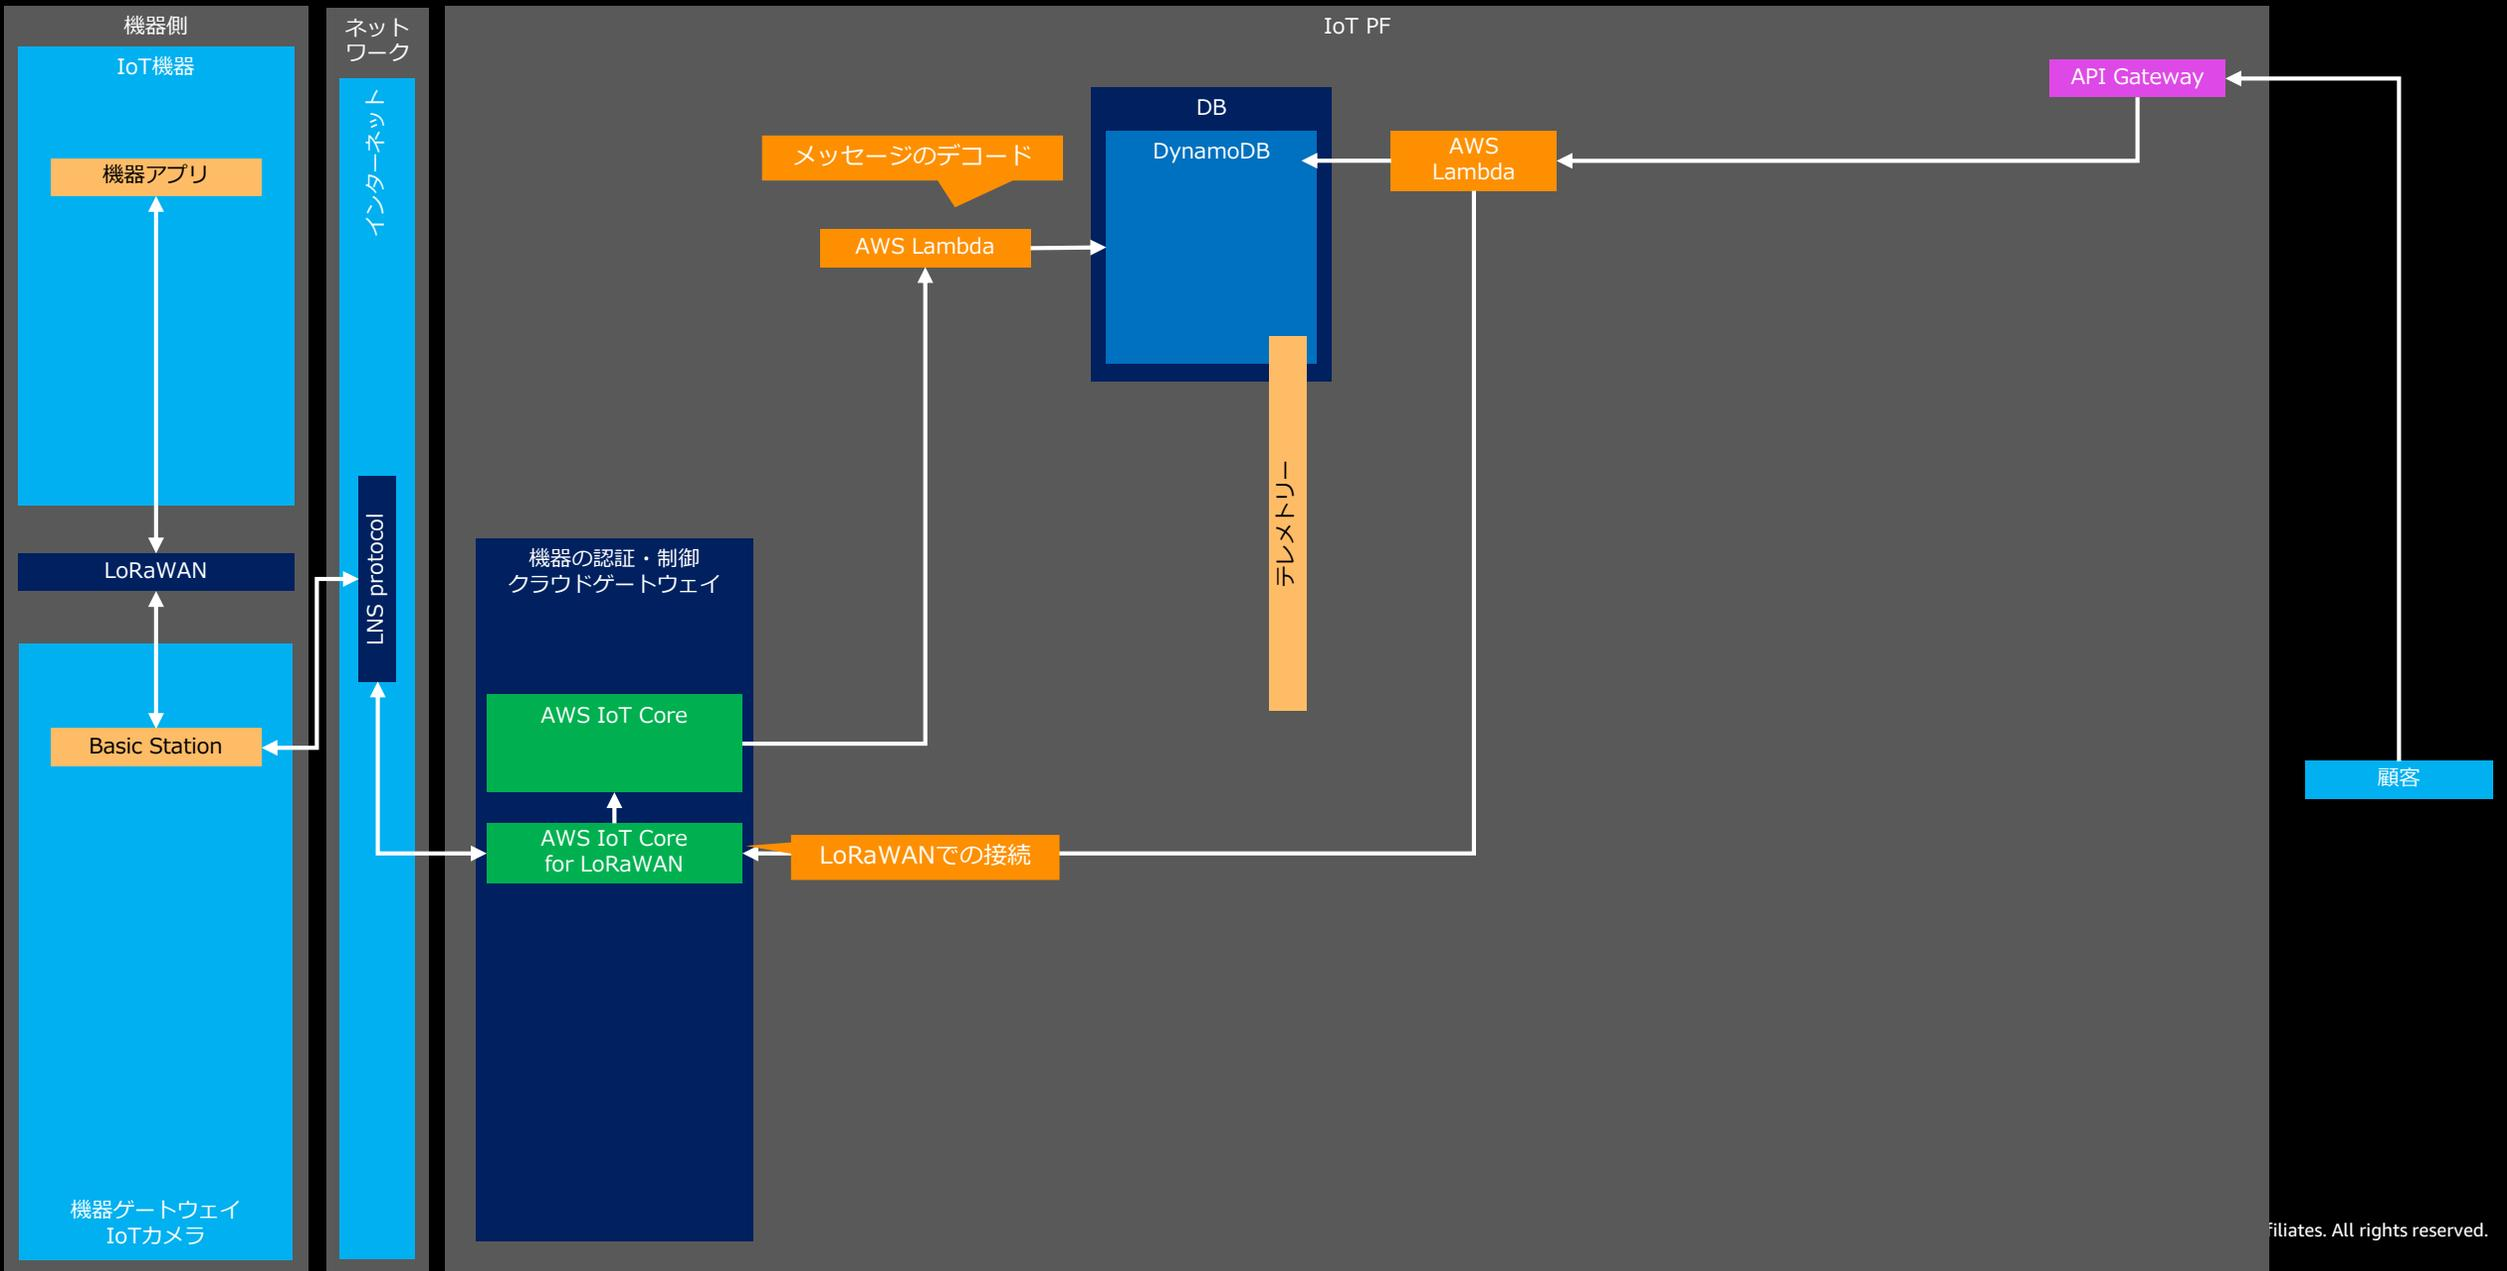 機器側
IoT機器
機器アプリ
LoRaWAN
Basic Station
機器ゲートウェイ
IoTカメラ
ネット
ワーク
インターネット
LNS protocol
IoT PF
機器の認証・制御
クラウドゲートウェイ
AWS IoT Core
AWS IoT Core
for LoRaWAN
LoRaWANでの接続
メッセージのデコード
AWS Lambda
DB
DynamoDB
テレメトリー
AWS
Lambda
API Gateway
顧客
filiates. All rights reserved.